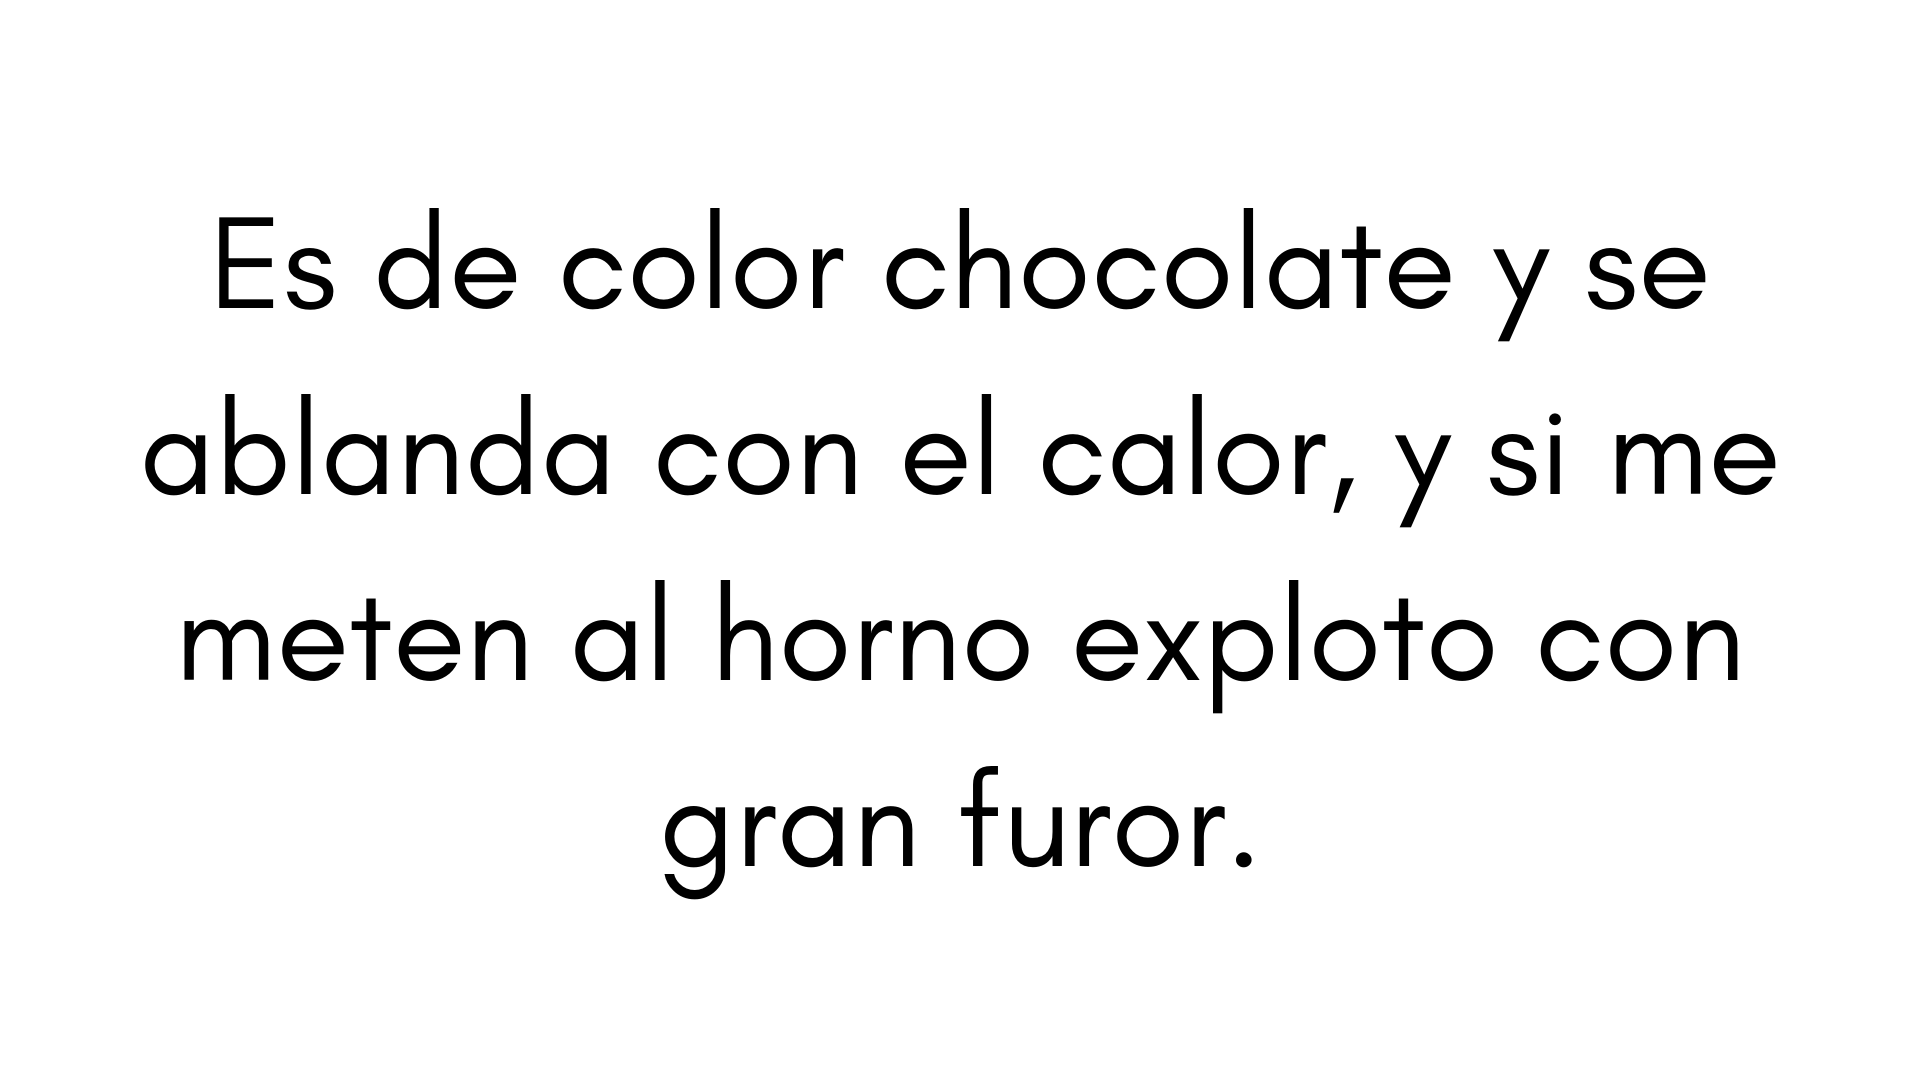 Es de color chocolate y se
ablanda con el calor, y si me
meten al horno exploto con
gran furor.